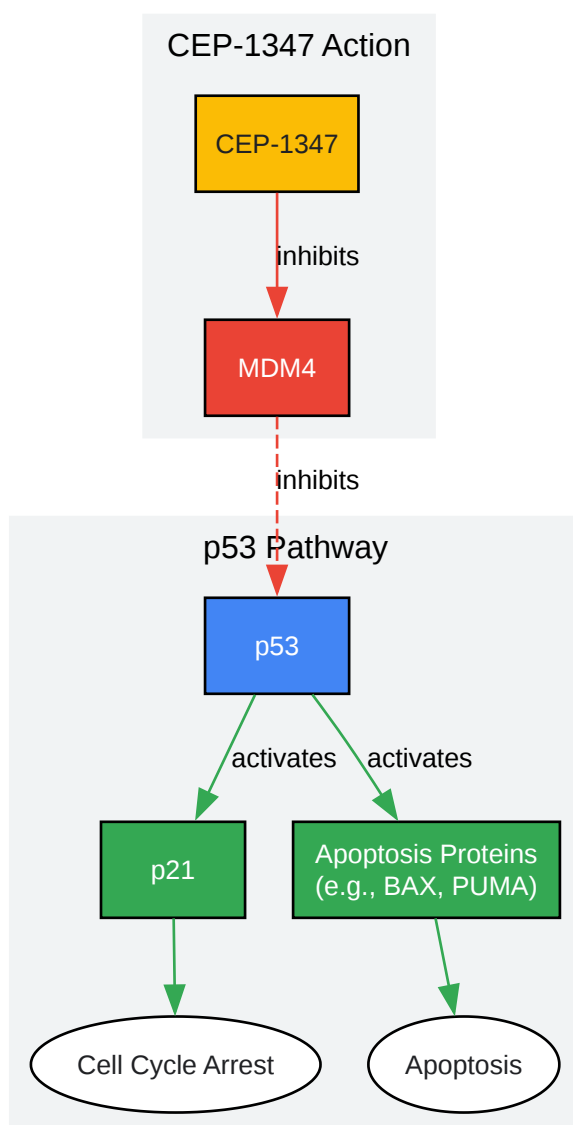 CEP-1347 Action
CEP-1347
inhibits
MDM4
inhibits
p53 Pathway
p53
activates
activates
p21
Apoptosis Proteins
(e.g., BAX, PUMA)
Cell Cycle Arrest
Apoptosis